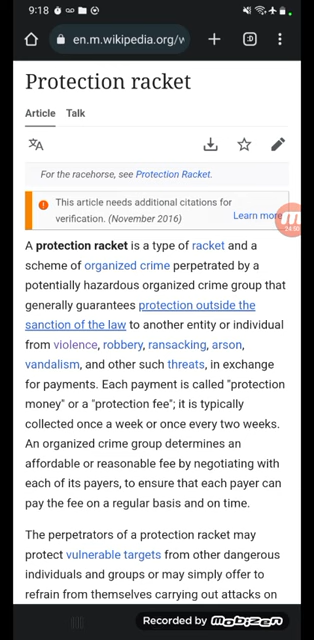 9:18
en.m.wikipedia.org/w
:D
Protection racket
Article Talk
For the racehorse, see Protection Racket.
This article needs additional citations for
verification. (November 2016) Learn more
24:50
A protection racket is a type of racket and a
scheme of organized crime perpetrated by a
potentially hazardous organized crime group that
generally guarantees protection outside the
sanction of the law to another entity or individual
from violence, robbery, ransacking, arson,
vandalism, and other such threats, in exchange
for payments. Each payment is called "protection
money" or a "protection fee"; it is typically
collected once a week or once every two weeks.
An organized crime group determines an
affordable or reasonable fee by negotiating with
each of its payers, to ensure that each payer can
pay the fee on a regular basis and on time.
The perpetrators of a protection racket may
protect vulnerable targets from other dangerous
individuals and groups or may simply offer to
refrain from themselves carrying out attacks on
Recorded by Mobizen